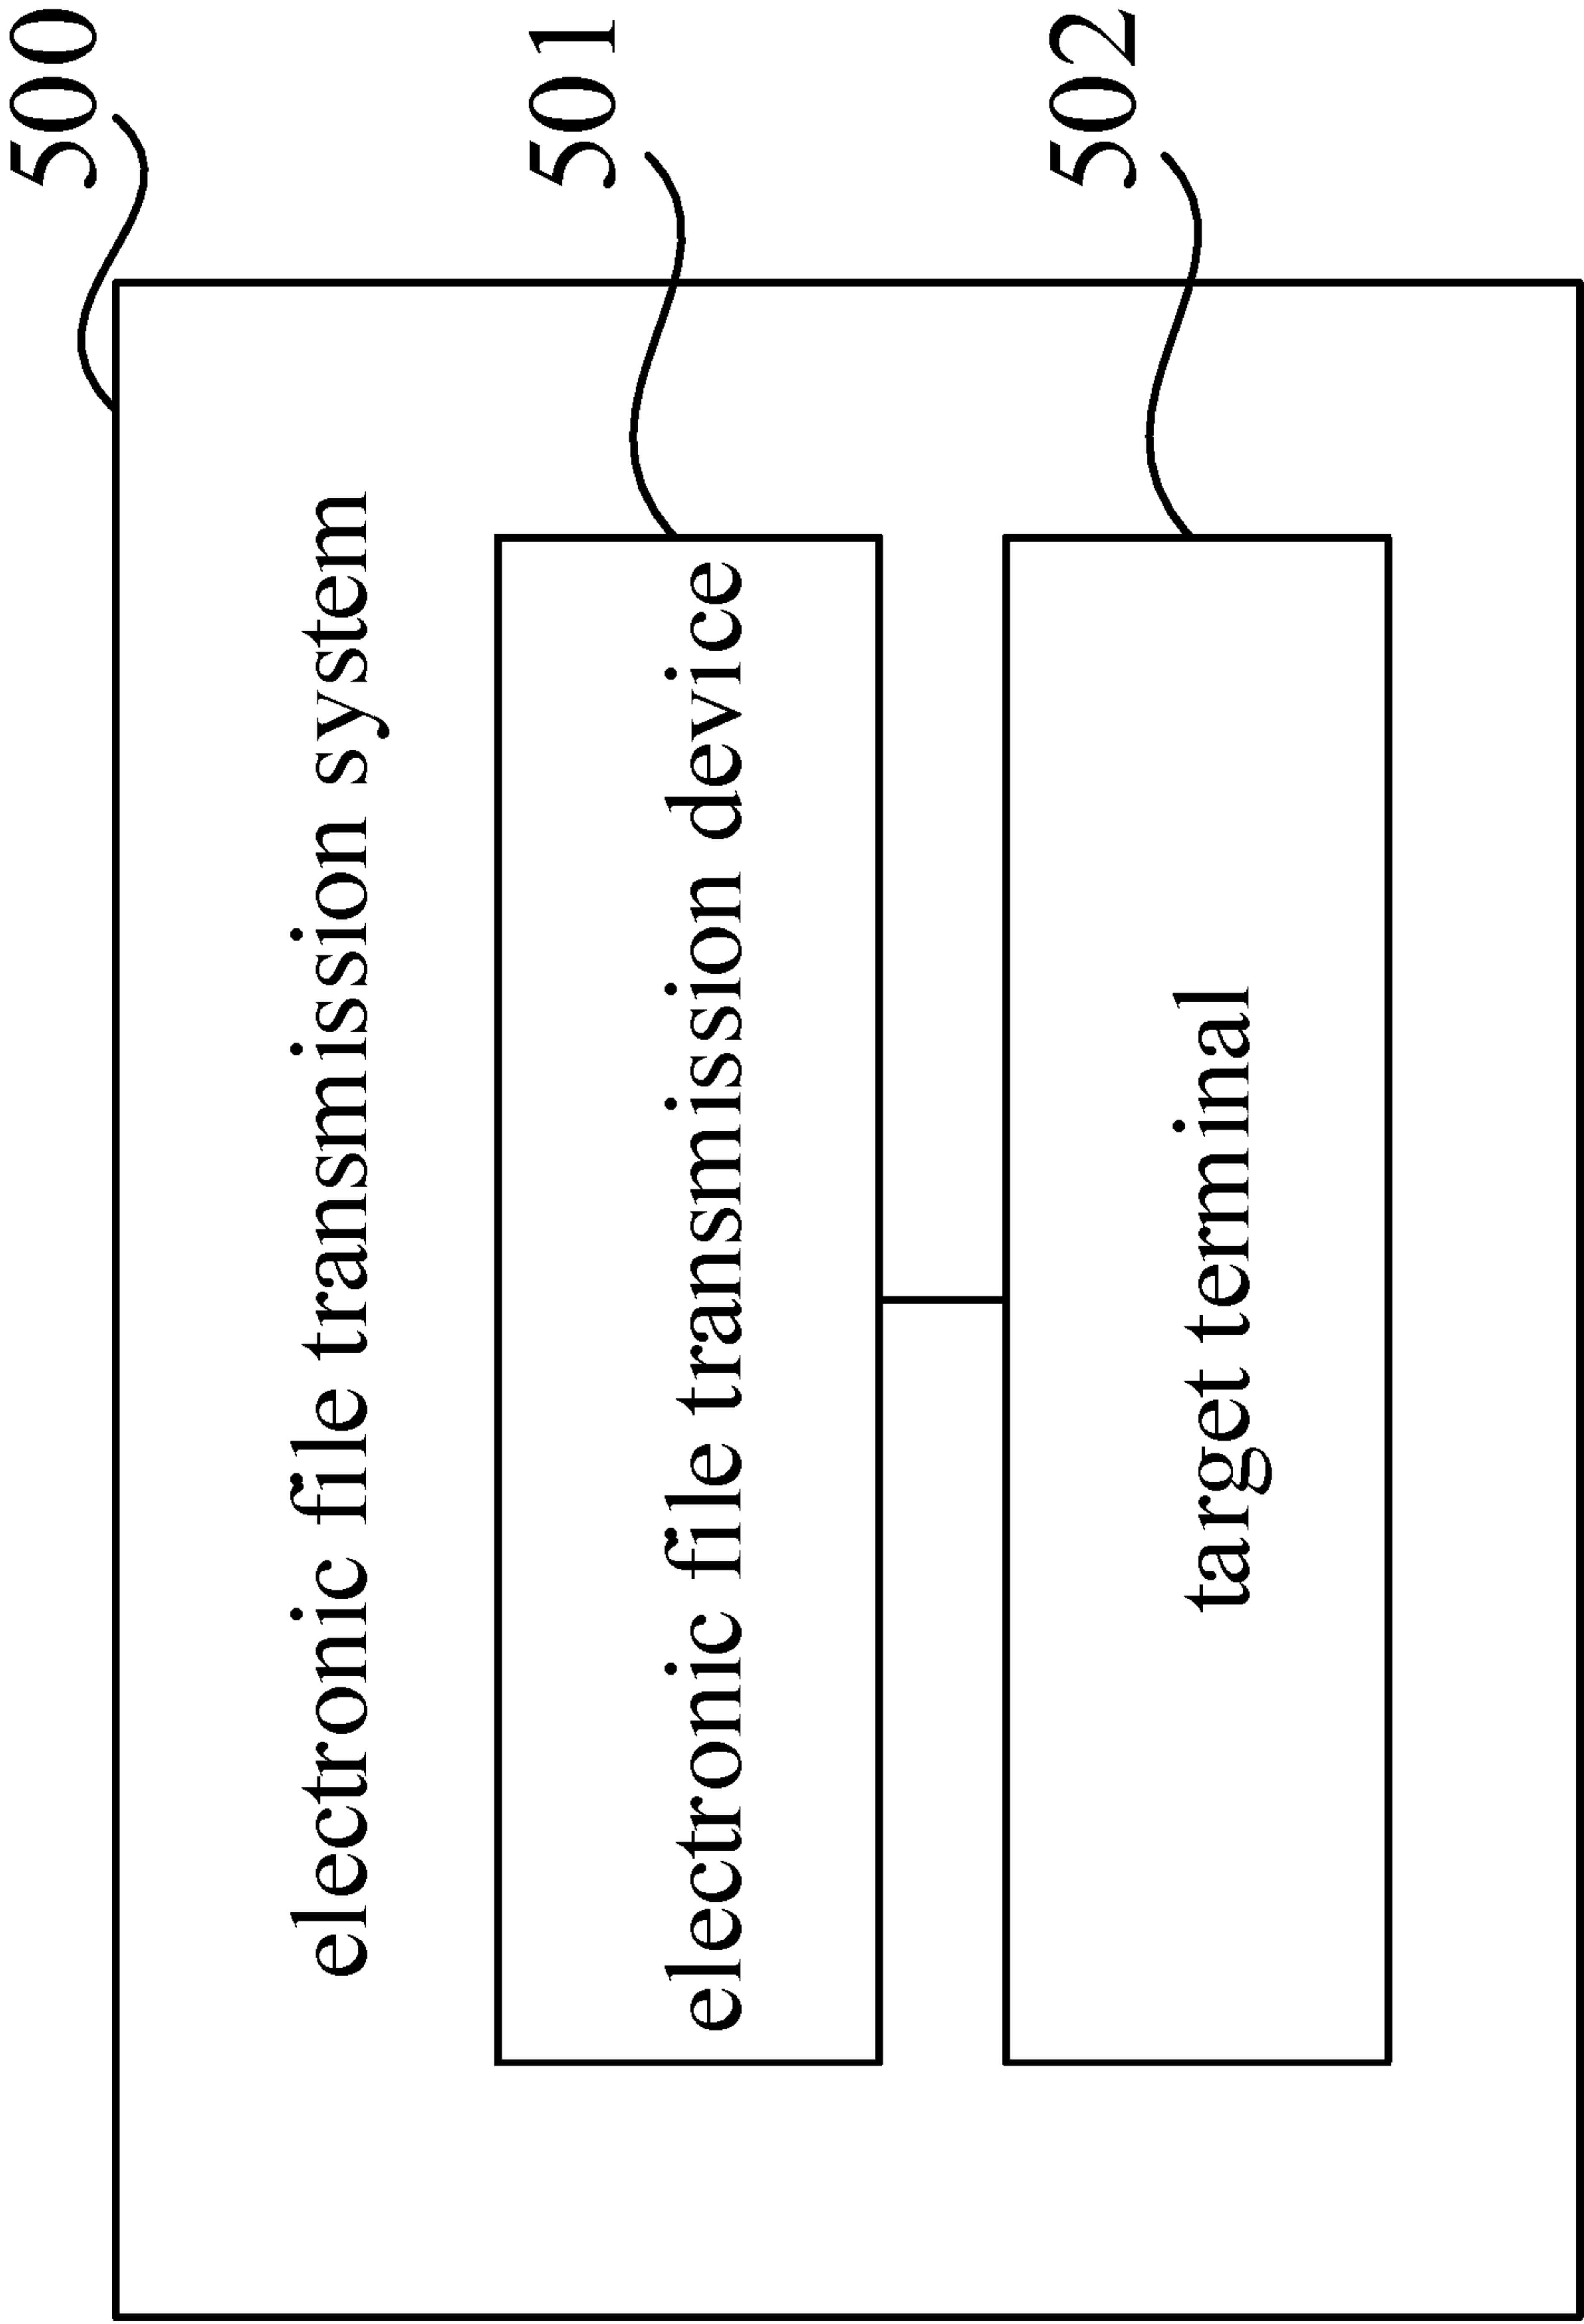 500
electronic file transmission system
501
electronic file transmission device
502
target terminal